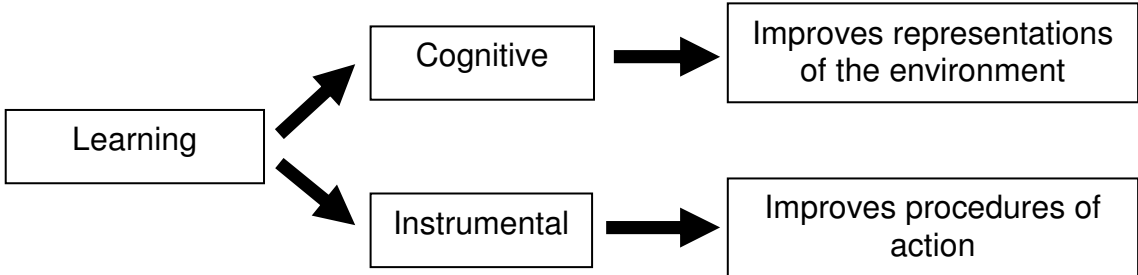 Learning
Cognitive
Improves representations
of the environment
Instrumental
Improves procedures of
action